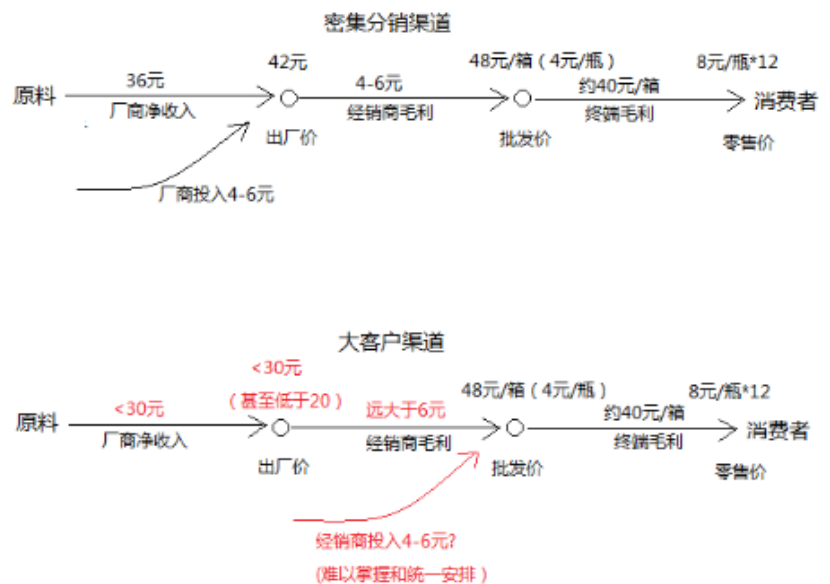 密集分销渠道
原料
36元
厂商净收入
厂商投入4-6元
42元
出厂价
4-6元
经销商毛利
48元/箱（4元/瓶）
批发价
约40元/箱
终端毛利
8元/瓶*12
消费者
零售价
大客户渠道
原料
<30元
厂商净收入
<30元
（甚至低于20）
出厂价
远大于6元
经销商毛利
经销商投入4-6元?
(难以掌握和统一安排）
48元/箱（4元/瓶）
批发价
约40元/箱
终端毛利
8元/瓶*12
消费者
零售价